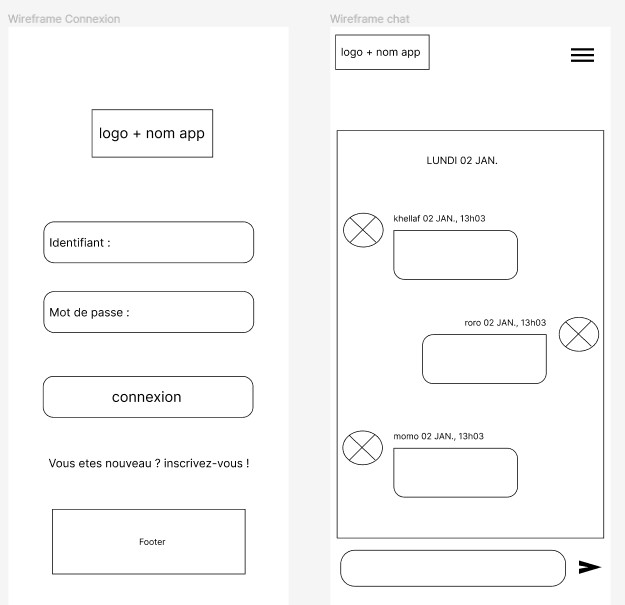 Wireframe Connexion
logo + nom app
Identifiant :
Mot de passe :
connexion
Vous etes nouveau ? inscrivez-vous !
Footer
Wireframe chat
logo + nom app
LUNDI 02 JAN.
khellaf 02 JAN., 13h03
roro 02 JAN., 13h03
momo 02 JAN., 13h03